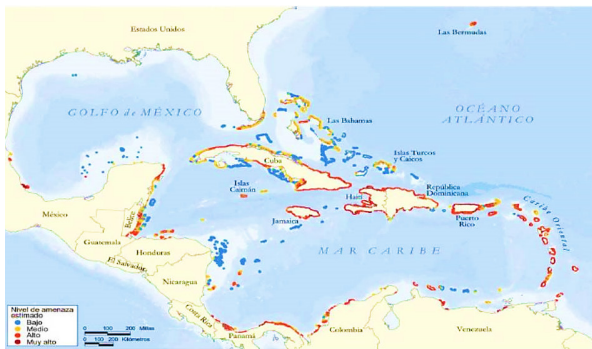 Estados Unidos
Las Bermudas
GOLFO de MÉXICO
OCÉANO
ATLÁNTICO
Las Bahamas
Islas Turcos
y Caicos
Cuba
Islas
Caimán
Haití
República
Dominicana
Jamaica
Puerto
Rico
Caribe Oriental
México
Belice
Guatemala
Honduras
El Salvador
MAR CARIBE
Nicaragua
Costa Rica
Panamá
Colombia
Venezuela
Nivel de amenaza
estimado
Bajo
Medio
Alto
Muy alto
0 100 200 Millas
0 100 200 Kilómetros